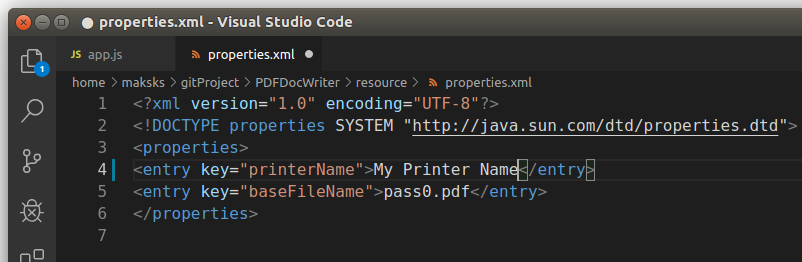 ● properties.xml - Visual Studio Code
JS app.js properties.xml ●
1
home > maksks > gitProject > PDFDocWriter > resource > properties.xml
1 <?xml version="1.0" encoding="UTF-8"?>
2 <!DOCTYPE properties SYSTEM "http://java.sun.com/dtd/properties.dtd">
3 <properties>
4 <entry key="printerName">My Printer Name</entry>
5 <entry key="baseFileName">pass0.pdf</entry>
6 </properties>
7